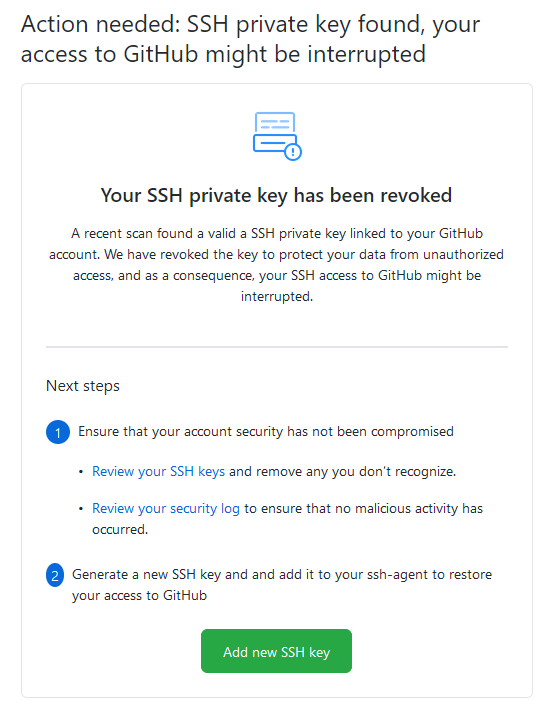 Action needed: SSH private key found, your
access to GitHub might be interrupted
Your SSH private key has been revoked
A recent scan found a valid a SSH private key linked to your GitHub
account. We have revoked the key to protect your data from unauthorized
access, and as a consequence, your SSH access to GitHub might be
interrupted.
Next steps
1 Ensure that your account security has not been compromised
• Review your SSH keys and remove any you don't recognize.
• Review your security log to ensure that no malicious activity has
occurred.
2 Generate a new SSH key and and add it to your ssh-agent to restore
your access to GitHub
Add new SSH key